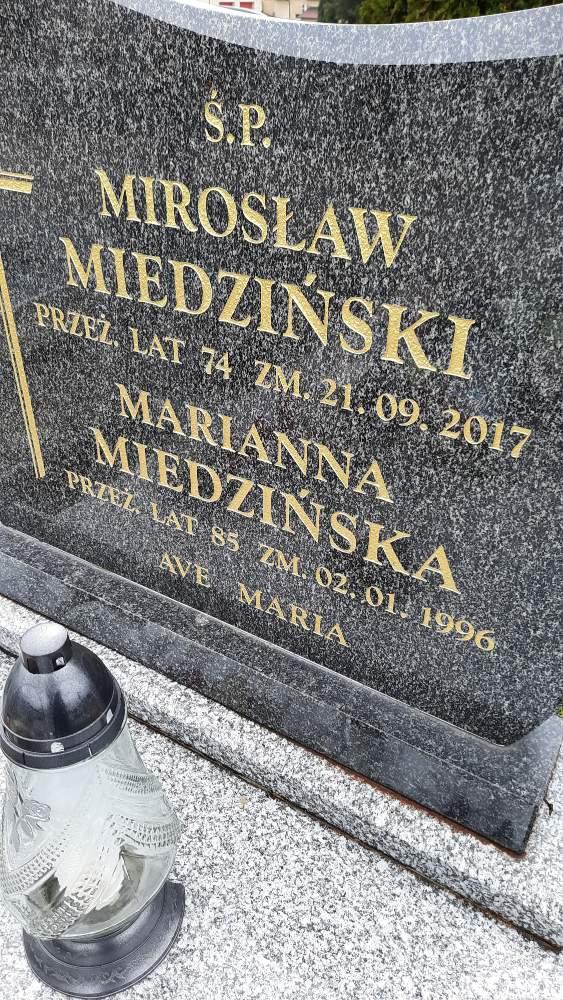 Ś.P.
MIROSŁAW
MIEDZIŃSKI
PRZEŻ. LAT 74 ZM. 21. 09. 2017
MARIANNA
MIEDZIŃSKA
PRZEŻ. LAT 85 ZM. 02. 01. 1996
AVE MARIA